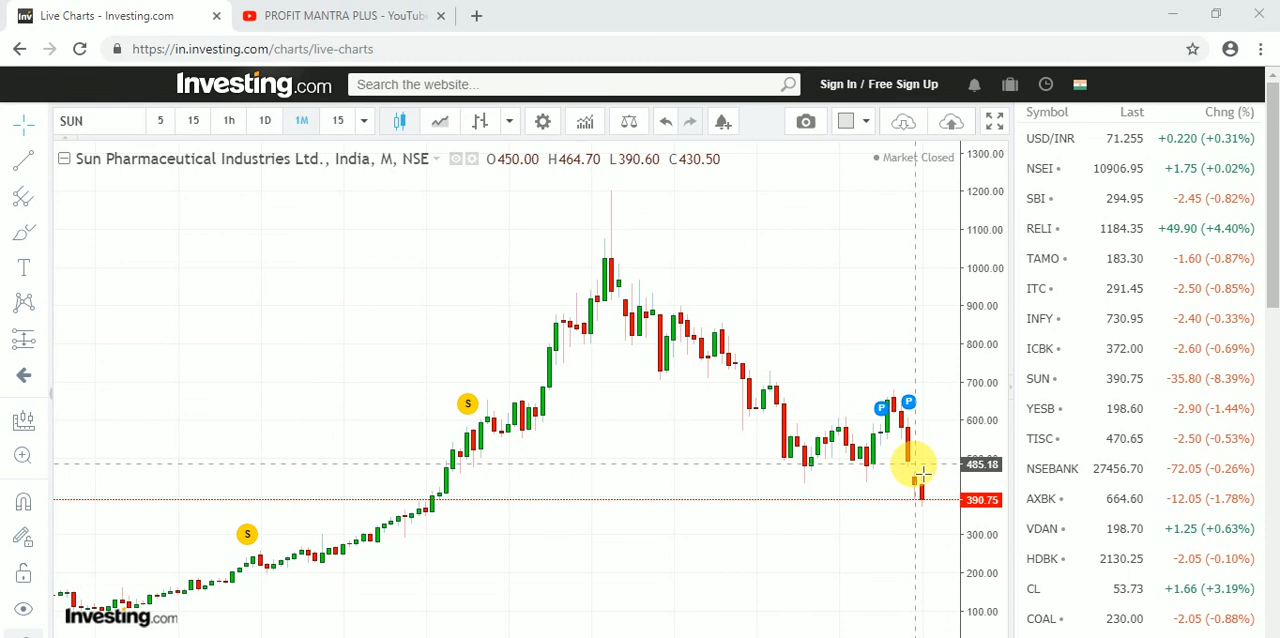 Live Charts - Investing.com
PROFIT MANTRA PLUS - YouTube
https://in.investing.com/charts/live-charts
Investing.com
Search the website...
Sign In / Free Sign Up
SUN 5 15 1h 1D 1M 15
Sun Pharmaceutical Industries Ltd., India, M, NSE O450.00 H464.70 L390.60 C430.50
Market Closed
1300.00
1200.00
1100.00
1000.00
900.00
800.00
700.00
600.00
485.18
390.75
300.00
200.00
100.00
S
S
P
P
T
Investing.com
Symbol Last Chng (%)
USD/INR 71.255 +0.220 (+0.31%)
NSEI 10906.95 +1.75 (+0.02%)
SBI 294.95 -2.45 (-0.82%)
RELI 1184.35 +49.90 (+4.40%)
TAMO 183.30 -1.60 (-0.87%)
ITC 291.45 -2.50 (-0.85%)
INFY 730.95 -2.40 (-0.33%)
ICBK 372.00 -2.60 (-0.69%)
SUN 390.75 -35.80 (-8.39%)
YESB 198.60 -2.90 (-1.44%)
TISC 470.65 -2.50 (-0.53%)
NSEBANK 27456.70 -72.05 (-0.26%)
AXBK 664.60 -12.05 (-1.78%)
VDAN 198.70 +1.25 (+0.63%)
HDBK 2130.25 -2.05 (-0.10%)
CL 53.73 +1.66 (+3.19%)
COAL 230.00 -2.05 (-0.88%)